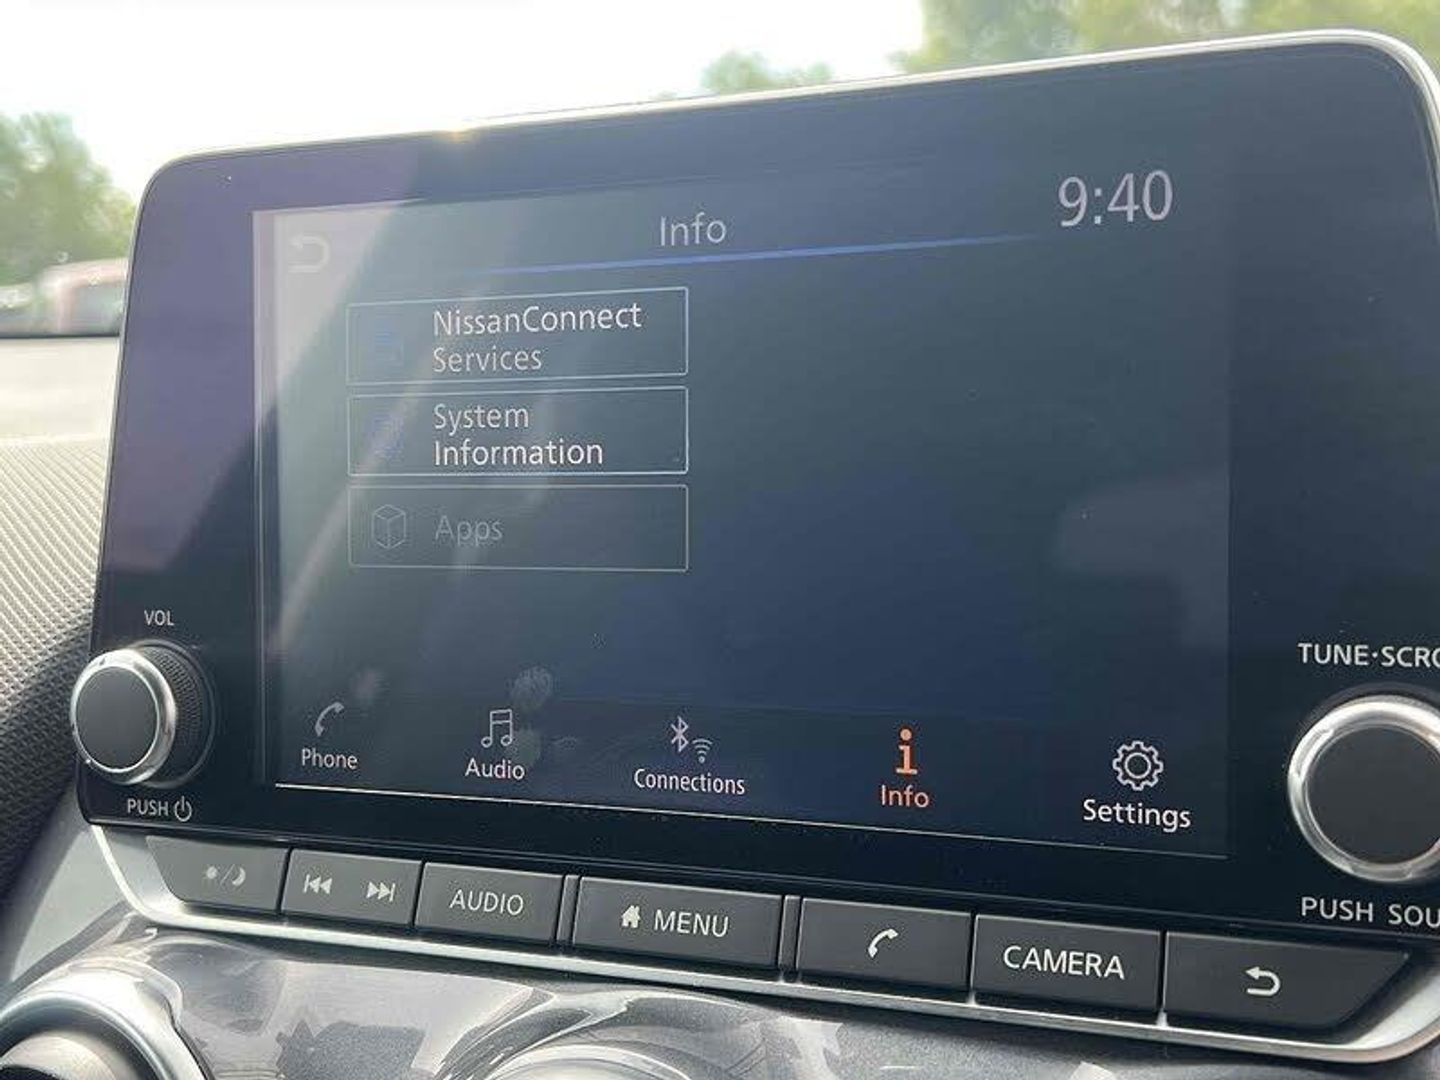 Info
9:40
NissanConnect
Services
System
Information
Apps
Phone
Audio
Connections
Info
Settings
VOL
PUSH
TUNE·SCRO
PUSH SOU
AUDIO
MENU
CAMERA